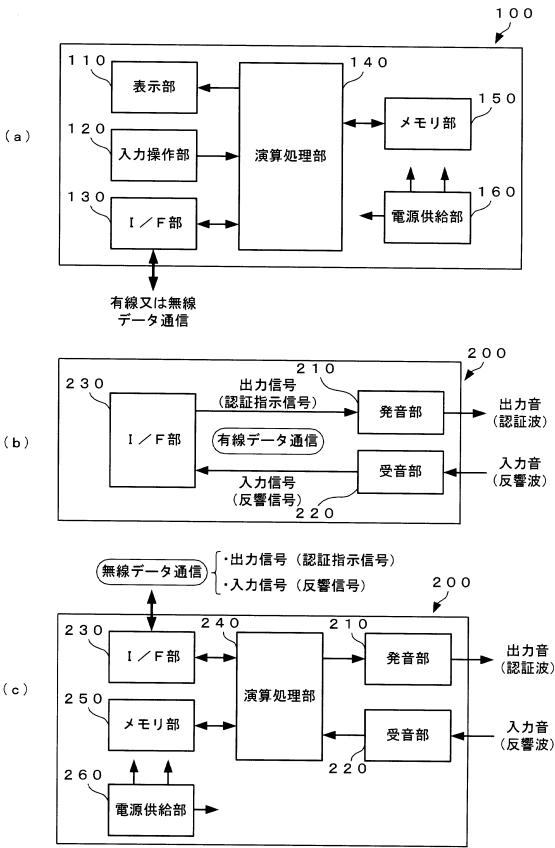 100
110
表示部
140
120
入力操作部
演算処理部
150
メモリ部
(a)
130
I/F部
160
電源供給部
有線又は無線
データ通信
200
230
210
出力信号
(認証指示信号)
発音部
出力音
(認証波)
(b)
I/F部
有線データ通信
受音部
入力音
(反響波)
入力信号
(反響信号)
220
無線データ通信
・出力信号(認証指示信号)
・入力信号(反響信号)
200
230
240
210
I/F部
発音部
出力音
(認証波)
(c)
250
演算処理部
メモリ部
受音部
入力音
(反響波)
220
260
電源供給部